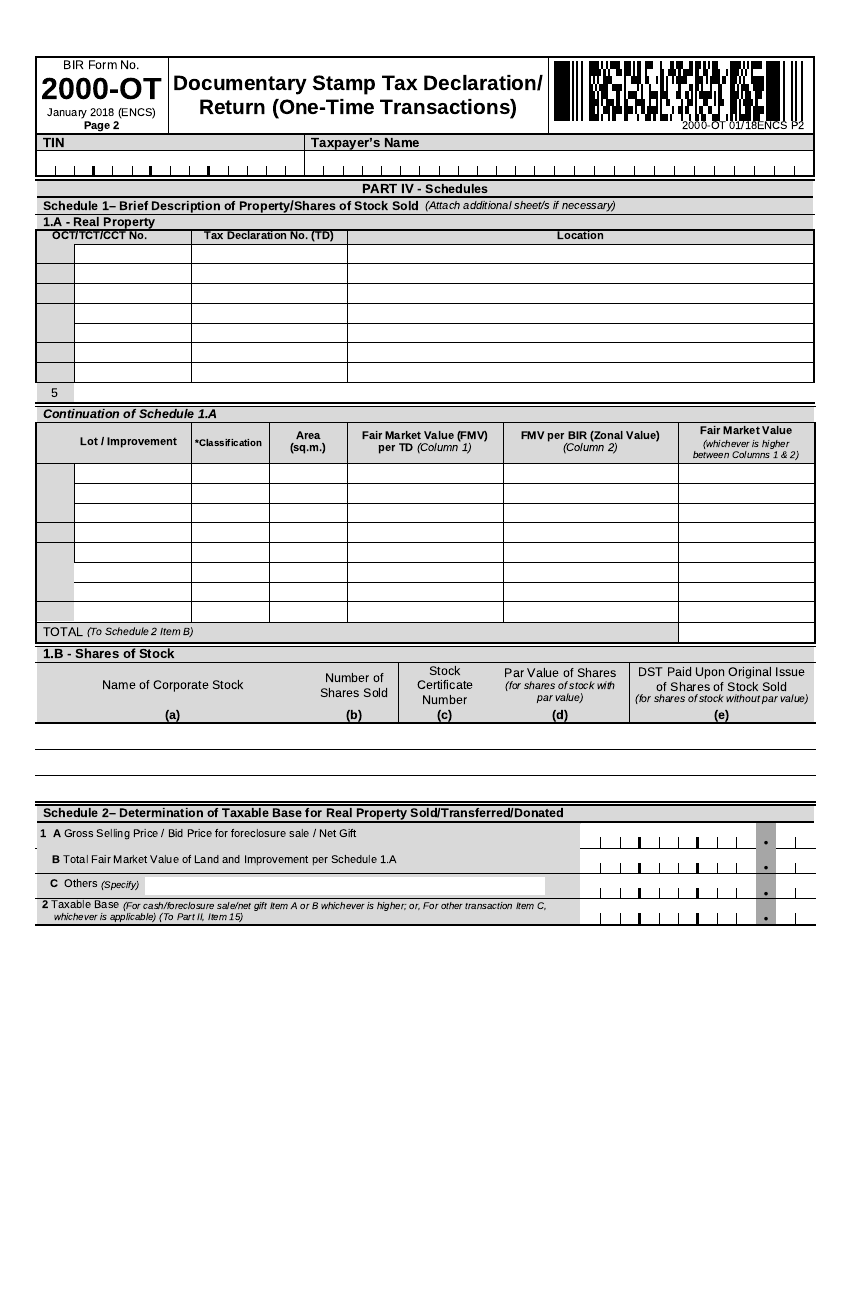 BIR Form No.
2000-OT
January 2018 (ENCS)
Page 2
Documentary Stamp Tax Declaration/
Return (One-Time Transactions)
2000-OT 01/18ENCS P2
TIN
Taxpayer's Name
PART IV - Schedules
Schedule 1– Brief Description of Property/Shares of Stock Sold (Attach additional sheet/s if necessary)
1.A - Real Property
OCT/TCT/CCT No.
Tax Declaration No. (TD)
Location
5
Continuation of Schedule 1.A
Lot / Improvement
*Classification
Area
(sq.m.)
Fair Market Value (FMV)
per TD (Column 1)
FMV per BIR (Zonal Value)
(Column 2)
Fair Market Value
(whichever is higher
between Columns 1 & 2)
TOTAL (To Schedule 2 Item B)
1.B - Shares of Stock
Name of Corporate Stock
(a)
Number of
Shares Sold
(b)
Stock
Certificate
Number
(c)
Par Value of Shares
(for shares of stock with
par value)
(d)
DST Paid Upon Original Issue
of Shares of Stock Sold
(for shares of stock without par value)
(e)
Schedule 2– Determination of Taxable Base for Real Property Sold/Transferred/Donated
1 A Gross Selling Price / Bid Price for foreclosure sale / Net Gift
B Total Fair Market Value of Land and Improvement per Schedule 1.A
C Others (Specify)
2 Taxable Base (For cash/foreclosure sale/net gift Item A or B whichever is higher; or, For other transaction Item C,
whichever is applicable) (To Part II, Item 15)